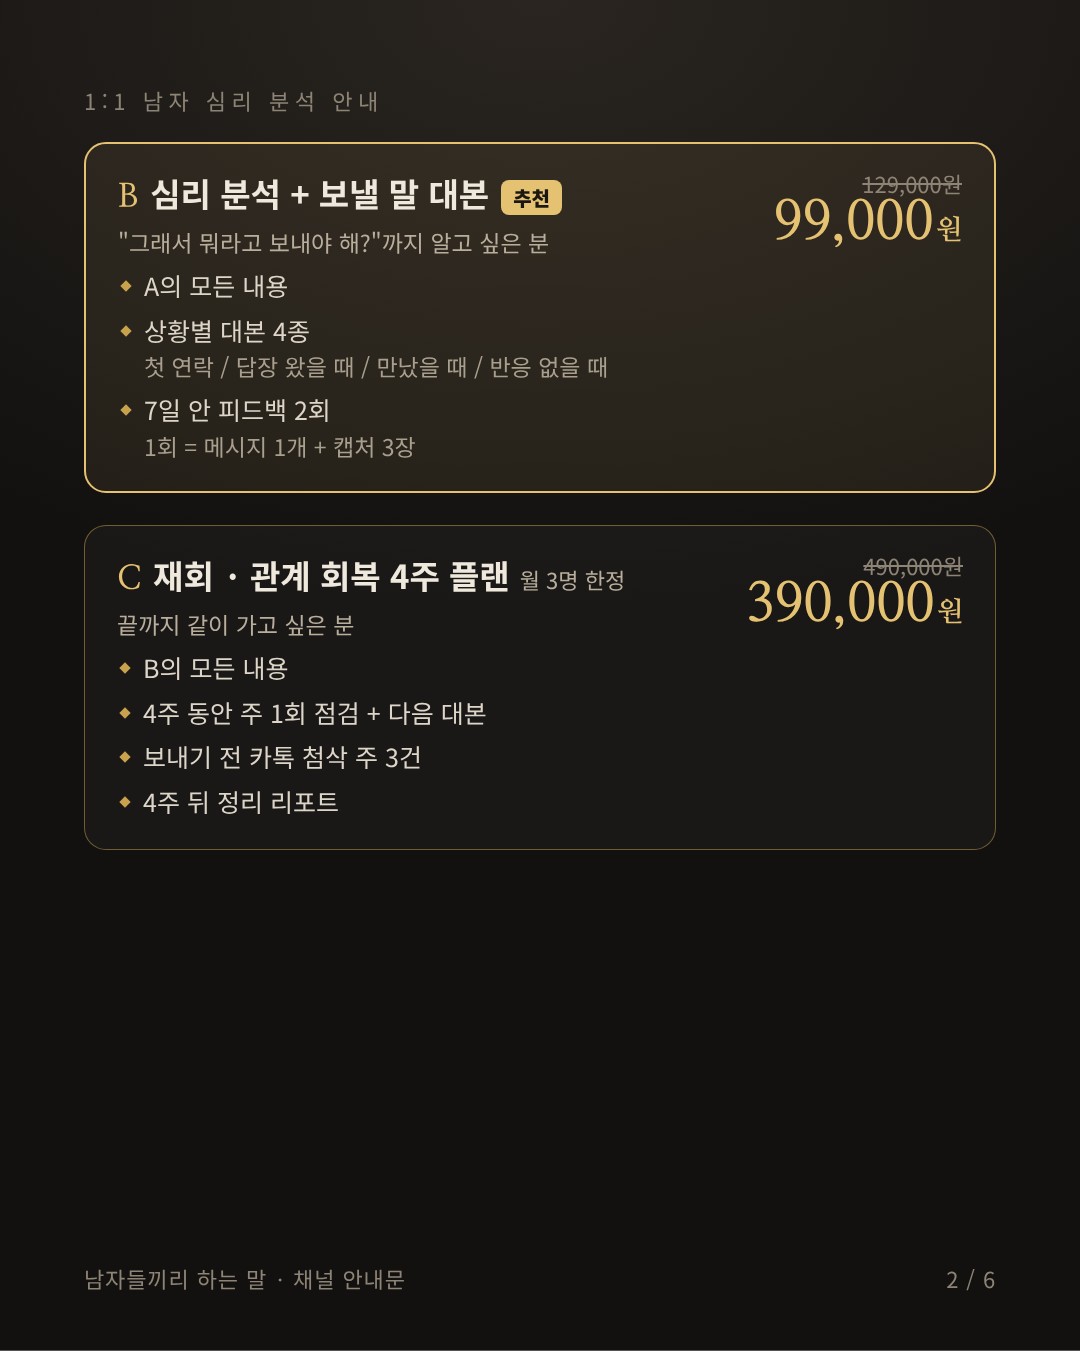 1:1 남자 심리 분석 안내
B 심리 분석 + 보낼 말 대본 추천
129,000원
99,000원
"그래서 뭐라고 보내야 해?"까지 알고 싶은 분
◆ A의 모든 내용
◆ 상황별 대본 4종
첫 연락 / 답장 왔을 때 / 만났을 때 / 반응 없을 때
◆ 7일 안 피드백 2회
1회 = 메시지 1개 + 캡처 3장
C 재회 · 관계 회복 4주 플랜 월 3명 한정
490,000원
390,000원
끝까지 같이 가고 싶은 분
◆ B의 모든 내용
◆ 4주 동안 주 1회 점검 + 다음 대본
◆ 보내기 전 카톡 첨삭 주 3건
◆ 4주 뒤 정리 리포트
남자들끼리 하는 말 · 채널 안내문
2 / 6